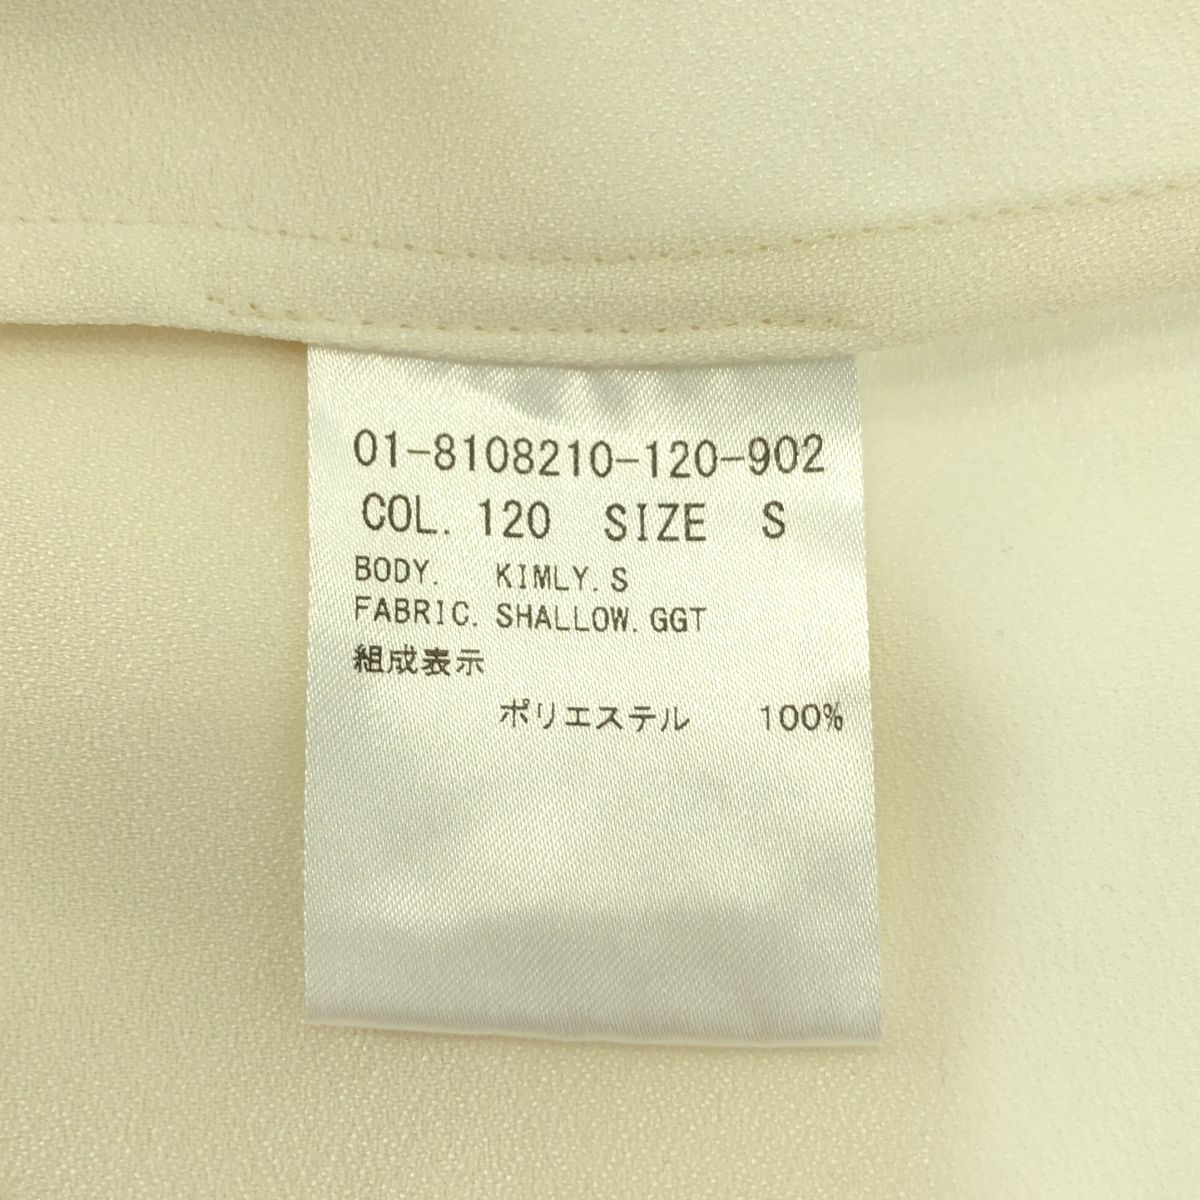 01-8108210-120-902
COL. 120 SIZE S
BODY. KIMLY.S
FABRIC. SHALLOW.GGT
組成表示
ポリエステル 100%